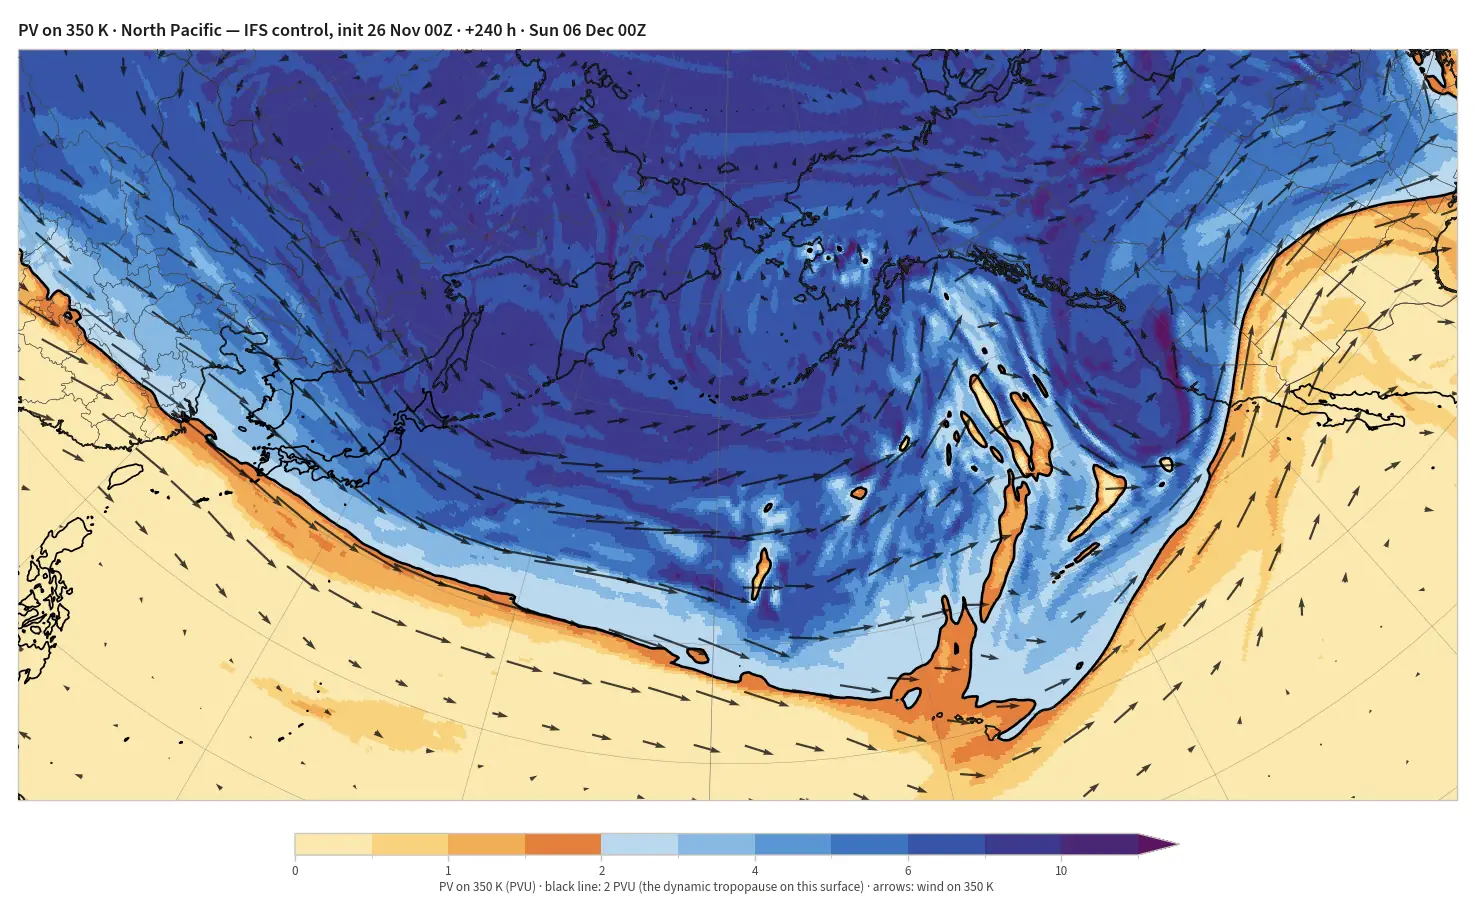 PV on 350 K · North Pacific — IFS control, init 26 Nov 00Z · +240 h · Sun 06 Dec 00Z
0 1 2 4 6 10
PV on 350 K (PVU) · black line: 2 PVU (the dynamic tropopause on this surface) · arrows: wind on 350 K